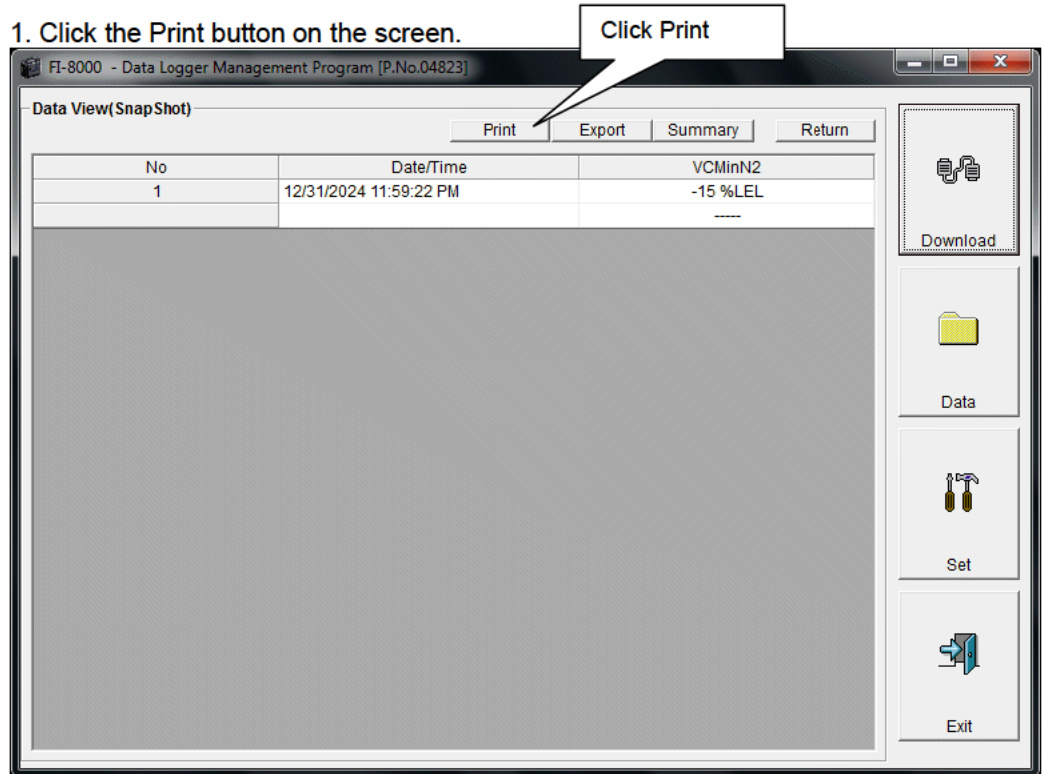 1. Click the Print button on the screen.
Click Print
FI-8000 - Data Logger Management Program [P.No.04823]
Data View(SnapShot)
Print Export Summary Return
No Date/Time VCMinN2
1 12/31/2024 11:59:22 PM -15 %LEL
-----
Download
Data
Set
Exit